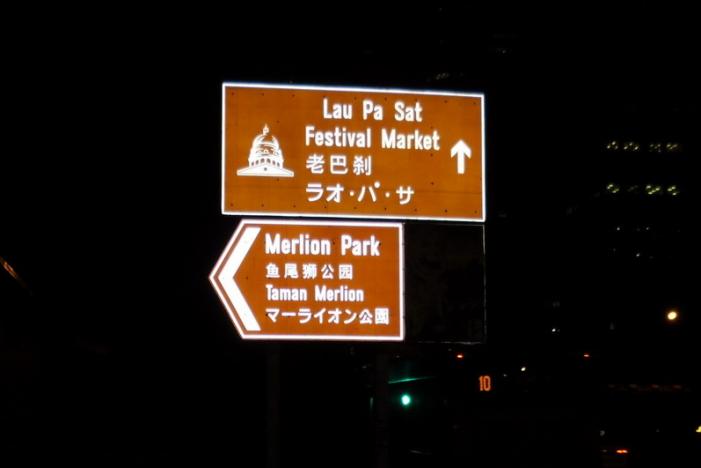 Lau Pa Sat
Festival Market
老巴刹
ラオ・パ・サ
Merlion Park
鱼尾狮公园
Taman Merlion
マーライオン公園
10